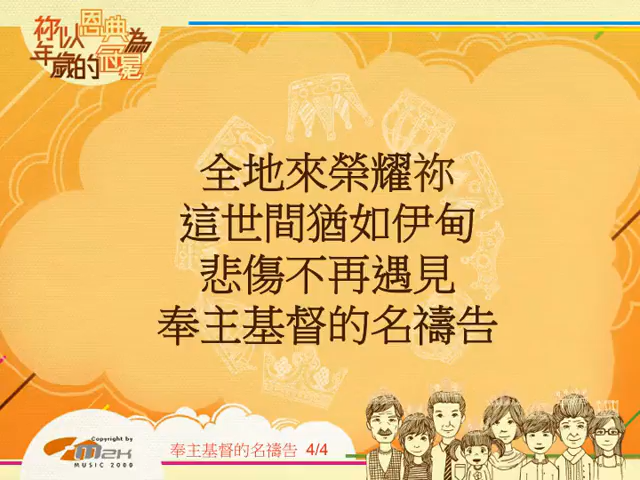 祢以恩典為
年歲的冠冕
全地來榮耀祢
這世間猶如伊甸
悲傷不再遇見
奉主基督的名禱告
Copyright by
M2K
MUSIC 2000
奉主基督的名禱告 4/4